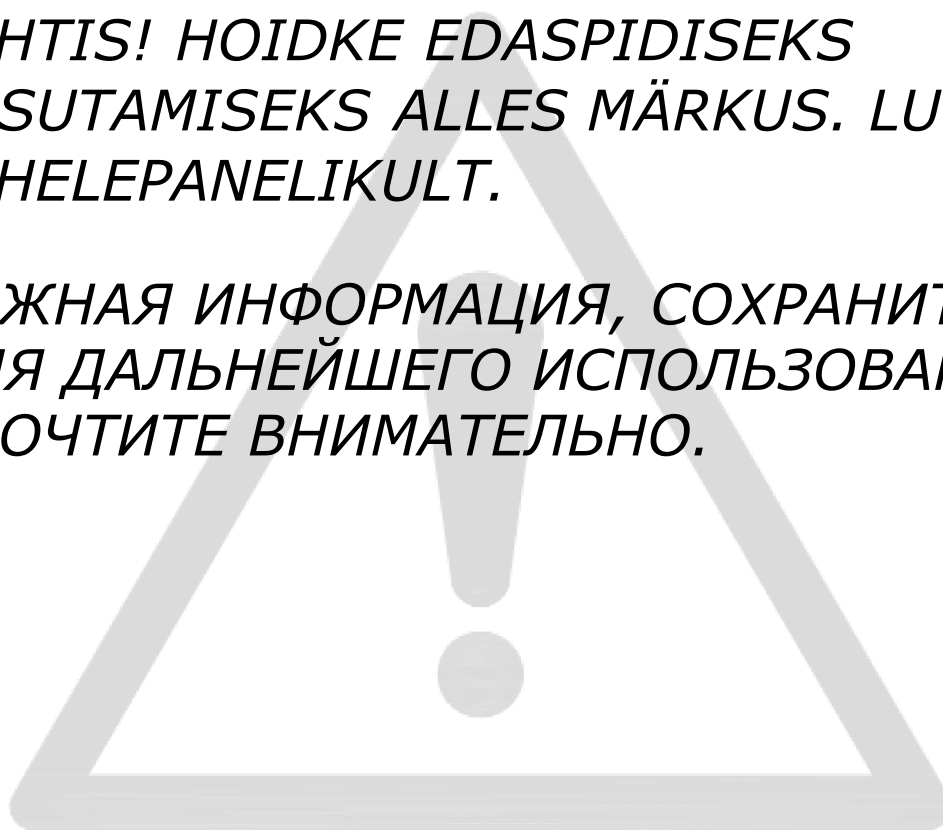 HTIS! HOIDKE EDASPIDISEKS
SUTAMISEKS ALLES MÄRKUS. LU
HELEPANELIKULT.
ЖНАЯ ИНФОРМАЦИЯ, СОХРАНИТ
Я ДАЛЬНЕЙШЕГО ИСПОЛЬЗОВА
ОЧТИТЕ ВНИМАТЕЛЬНО.